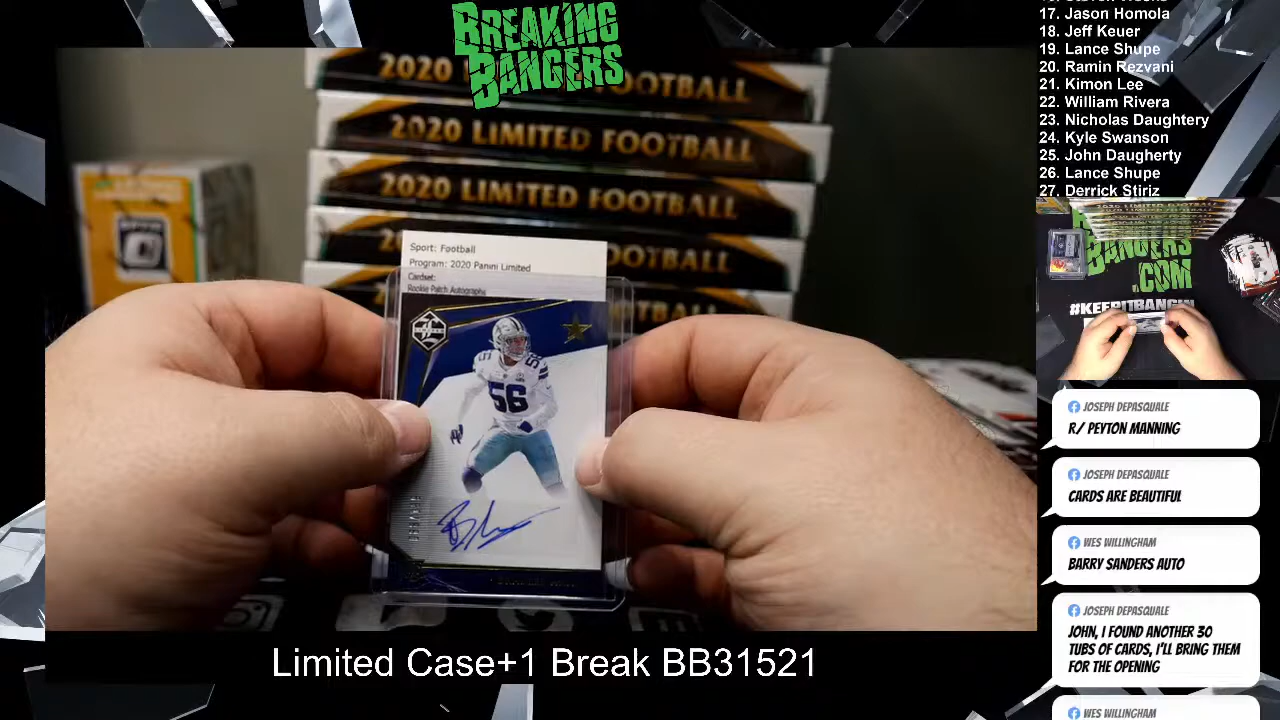 BREAKING
BANGERS
2020 L
OOTBALL
2020 LIMITED FOOTBALL
2020 LIMITED FOOTBALL
OOTBALL
Sport: Football
Program: 2020 Panini Limited
Cardset:
Rookie Patch Autographs
56
56
17. Jason Homola
18. Jeff Keuer
19. Lance Shupe
20. Ramin Rezvani
21. Kimon Lee
22. William Rivera
23. Nicholas Daughtery
24. Kyle Swanson
25. John Daugherty
26. Lance Shupe
27. Derrick Stiriz
BANGERS
.COM
#KEEPITBANGIN
JOSEPH DEPASQUALE
R/ PEYTON MANNING
JOSEPH DEPASQUALE
CARDS ARE BEAUTIFUL
WES WILLINGHAM
BARRY SANDERS AUTO
JOSEPH DEPASQUALE
JOHN, I FOUND ANOTHER 30
TUBS OF CARDS, I'LL BRING THEM
FOR THE OPENING
WES WILLINGHAM
Limited Case+1 Break BB31521